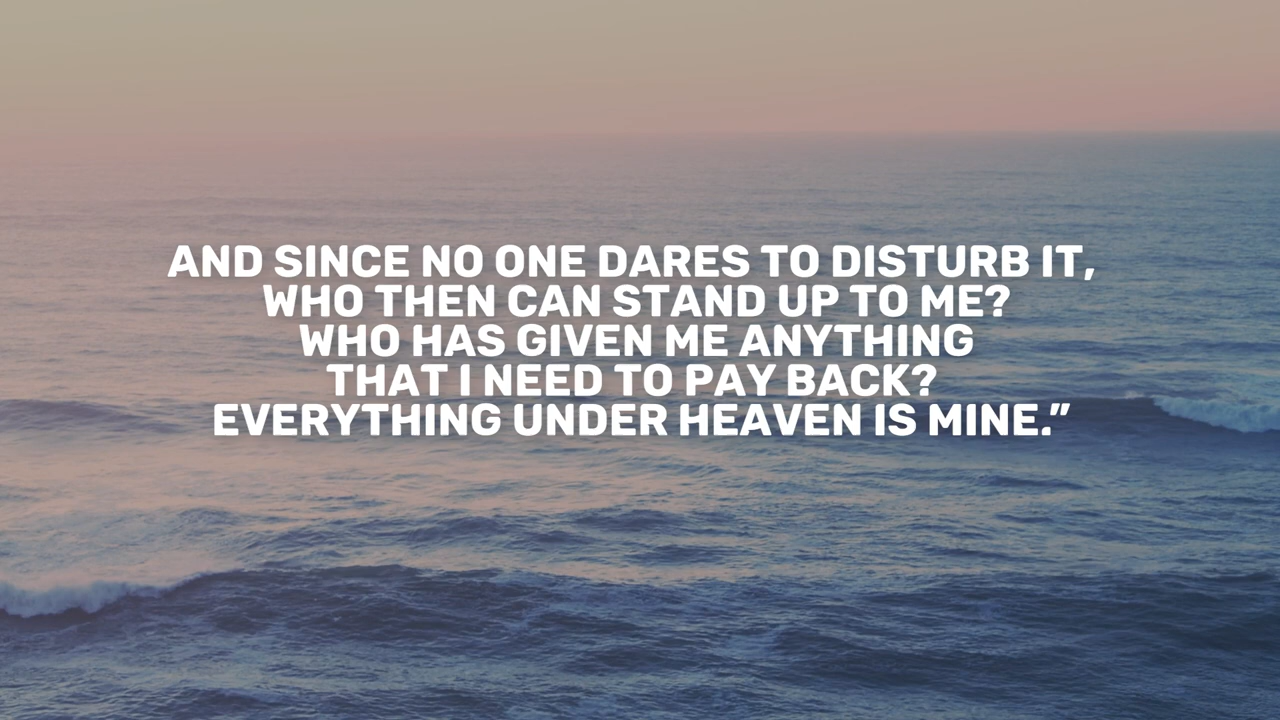 AND SINCE NO ONE DARES TO DISTURB IT,
WHO THEN CAN STAND UP TO ME?
WHO HAS GIVEN ME ANYTHING
THAT I NEED TO PAY BACK?
EVERYTHING UNDER HEAVEN IS MINE.”